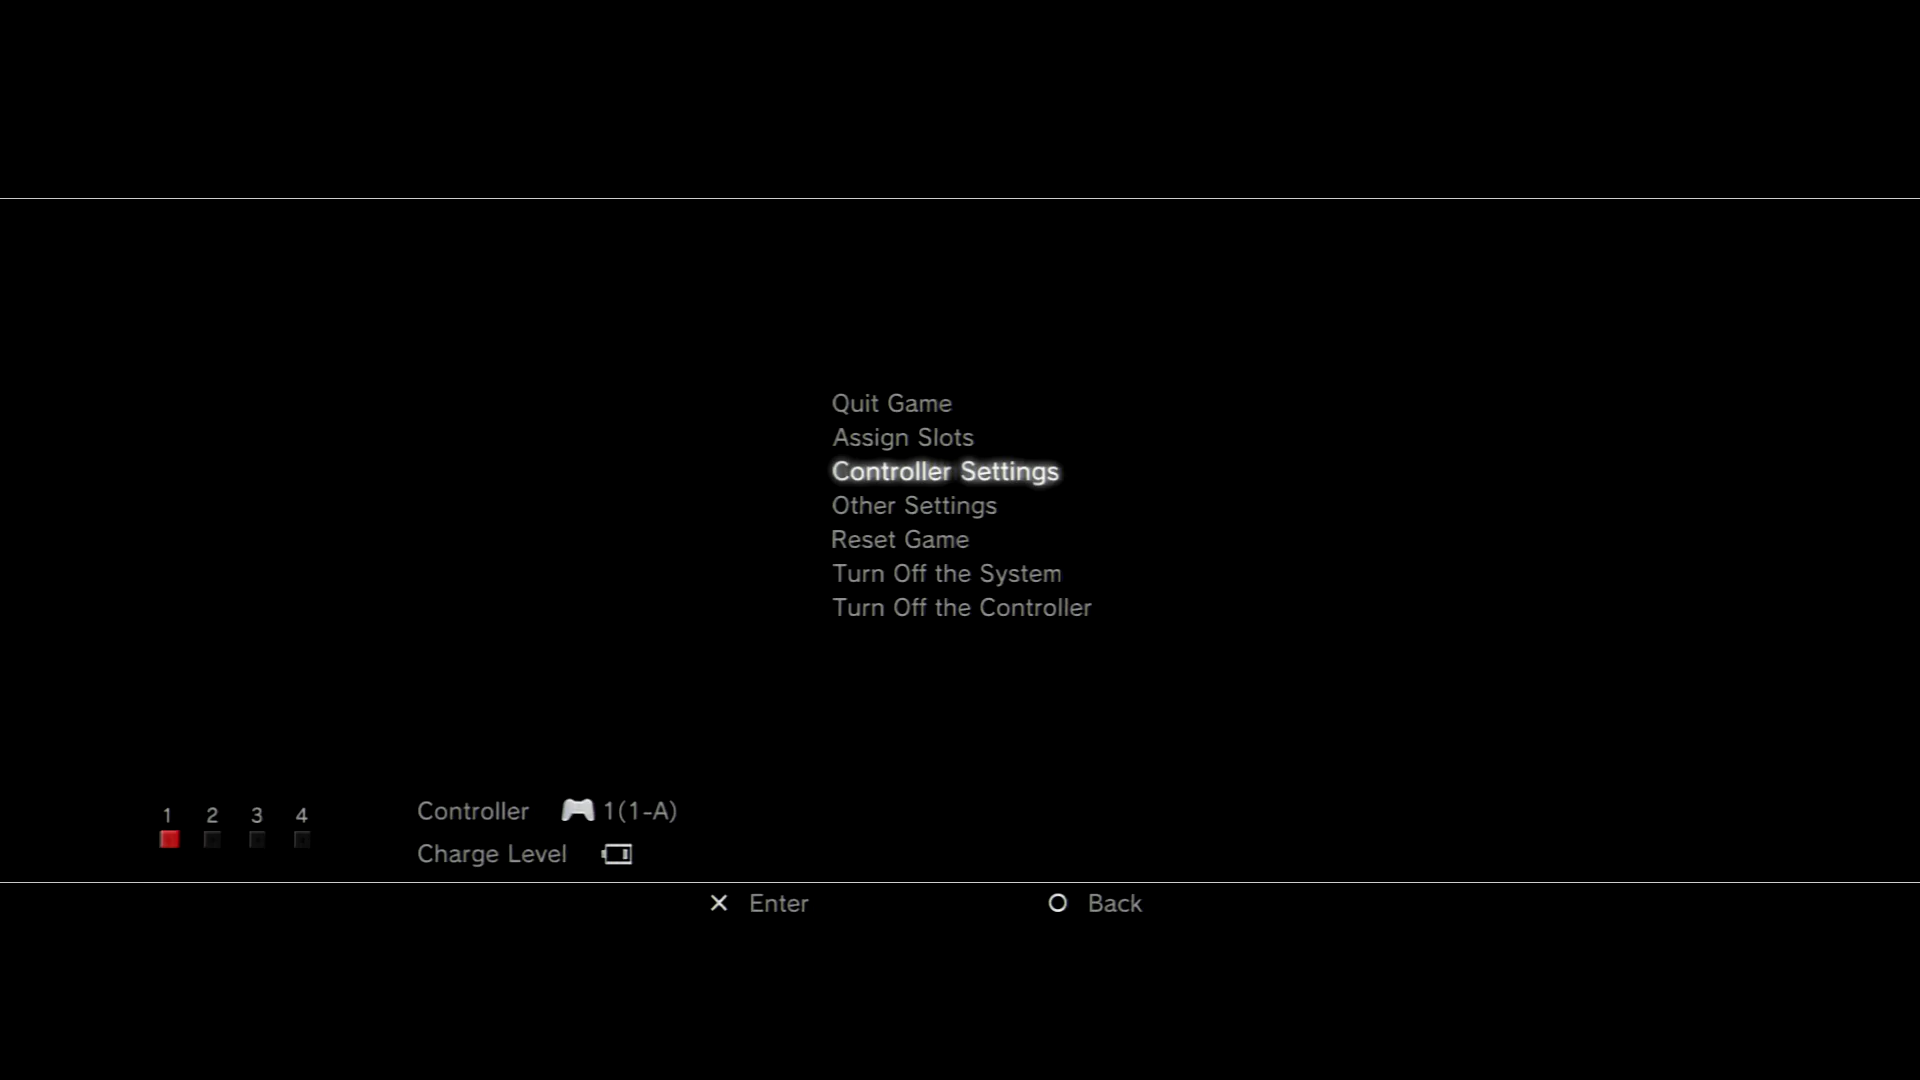 Quit Game
Assign Slots
Controller Settings
Other Settings
Reset Game
Turn Off the System
Turn Off the Controller
1 2 3 4
Controller 1(1-A)
Charge Level
Enter Back